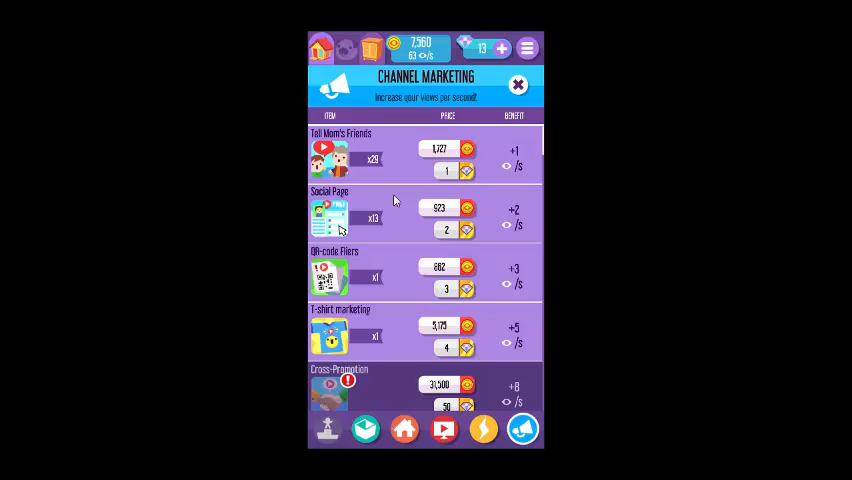 7,560
63 /s
13
CHANNEL MARKETING
Increase your views per second!
ITEM PRICE BENEFIT
Tell Mom's Friends
x29 1,727 +1
1 /s
Social Page
x13 923 +2
2 /s
QR-code Fliers
x1 662 +3
3 /s
T-shirt marketing
x1 5,175 +5
4 /s
Cross-Promotion
31,500 +8
50 /s